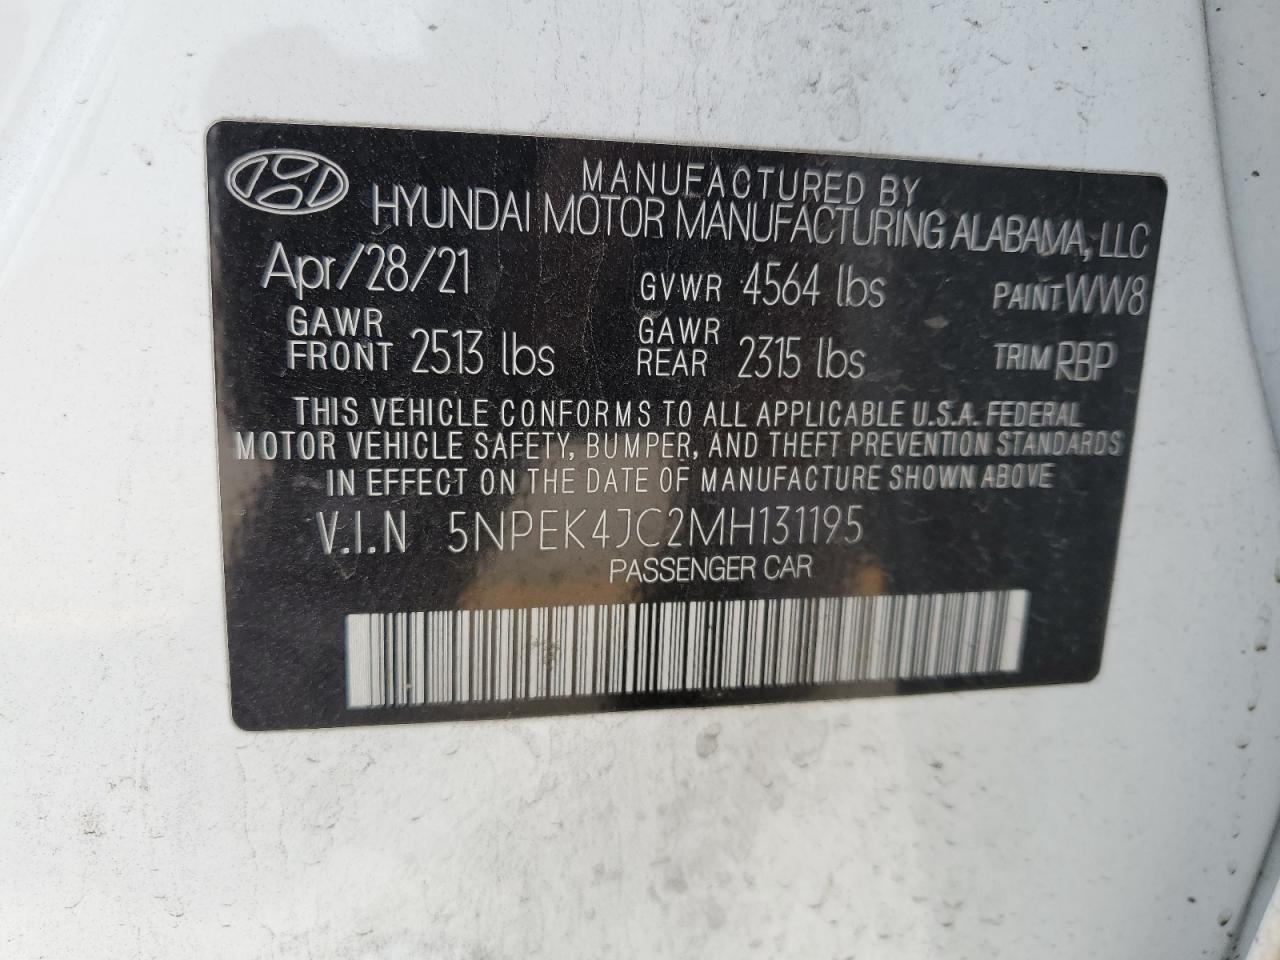 MANUFACTURED BY
HYUNDAI MOTOR MANUFACTURING ALABAMA, LLC
Apr/28/21 GVWR 4564 lbs PAINT WW8
GAWR FRONT 2513 lbs GAWR REAR 2315 lbs TRIM RBP
THIS VEHICLE CONFORMS TO ALL APPLICABLE U.S.A. FEDERAL
MOTOR VEHICLE SAFETY, BUMPER, AND THEFT PREVENTION STANDARDS
IN EFFECT ON THE DATE OF MANUFACTURE SHOWN ABOVE
V.I.N 5NPEK4JC2MH131195
PASSENGER CAR